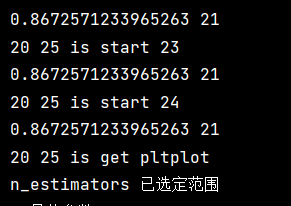 0.8672571233965263 21
20 25 is start 23
0.8672571233965263 21
20 25 is start 24
0.8672571233965263 21
20 25 is get pltplot
n_estimators 已选定范围